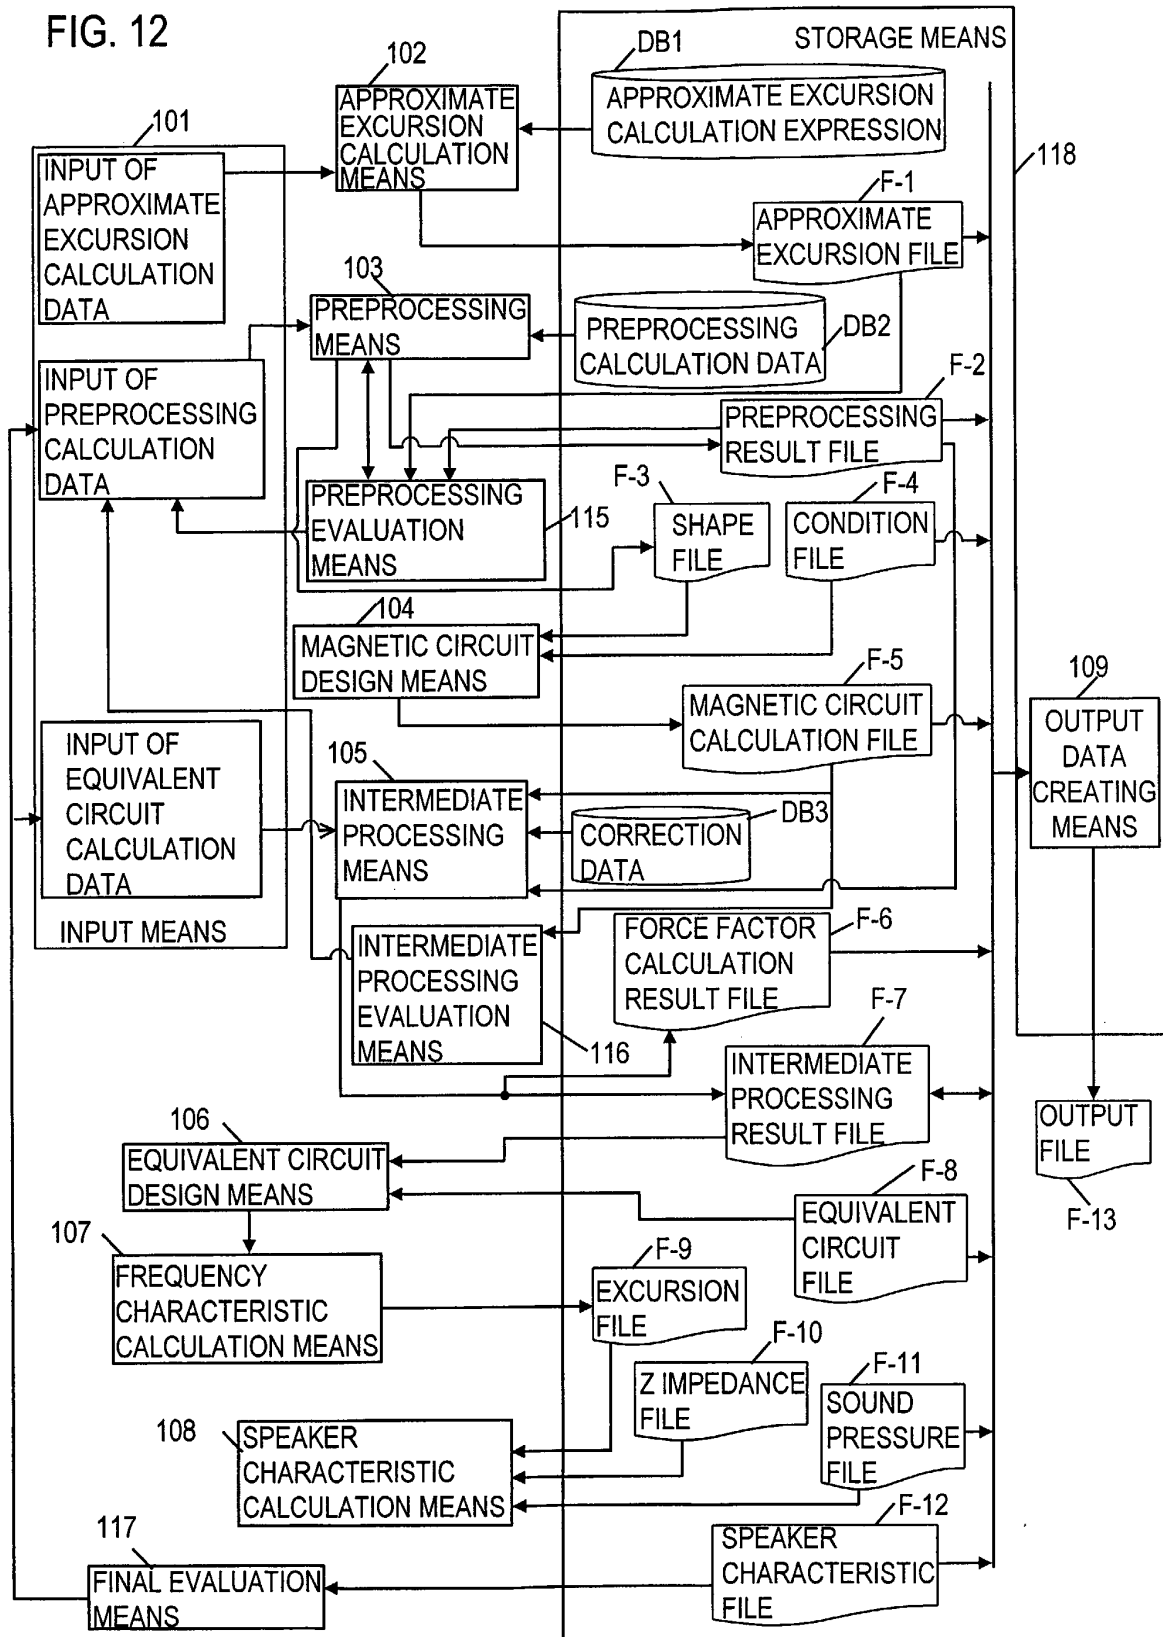 FIG. 12
STORAGE MEANS
DB1
102
APPROXIMATE
EXCURSION
CALCULATION
MEANS
APPROXIMATE EXCURSION
CALCULATION EXPRESSION
101
118
INPUT OF
APPROXIMATE
EXCURSION
CALCULATION
DATA
F-1
APPROXIMATE
EXCURSION FILE
103
PREPROCESSING
MEANS
PREPROCESSING
CALCULATION DATA
DB2
INPUT OF
PREPROCESSING
CALCULATION
DATA
F-2
PREPROCESSING
RESULT FILE
PREPROCESSING
EVALUATION
MEANS
115
F-3
SHAPE
FILE
F-4
CONDITION
FILE
104
MAGNETIC CIRCUIT
DESIGN MEANS
F-5
MAGNETIC CIRCUIT
CALCULATION FILE
109
OUTPUT
DATA
CREATING
MEANS
INPUT OF
EQUIVALENT
CIRCUIT
CALCULATION
DATA
105
INTERMEDIATE
PROCESSING
MEANS
DB3
CORRECTION
DATA
INPUT MEANS
INTERMEDIATE
PROCESSING
EVALUATION
MEANS
116
F-6
FORCE FACTOR
CALCULATION
RESULT FILE
F-7
INTERMEDIATE
PROCESSING
RESULT FILE
OUTPUT
FILE
F-13
106
EQUIVALENT CIRCUIT
DESIGN MEANS
F-8
EQUIVALENT
CIRCUIT
FILE
107
FREQUENCY
CHARACTERISTIC
CALCULATION MEANS
F-9
EXCURSION
FILE
F-10
Z IMPEDANCE
FILE
F-11
SOUND
PRESSURE
FILE
108
SPEAKER
CHARACTERISTIC
CALCULATION MEANS
F-12
SPEAKER
CHARACTERISTIC
FILE
117
FINAL EVALUATION
MEANS